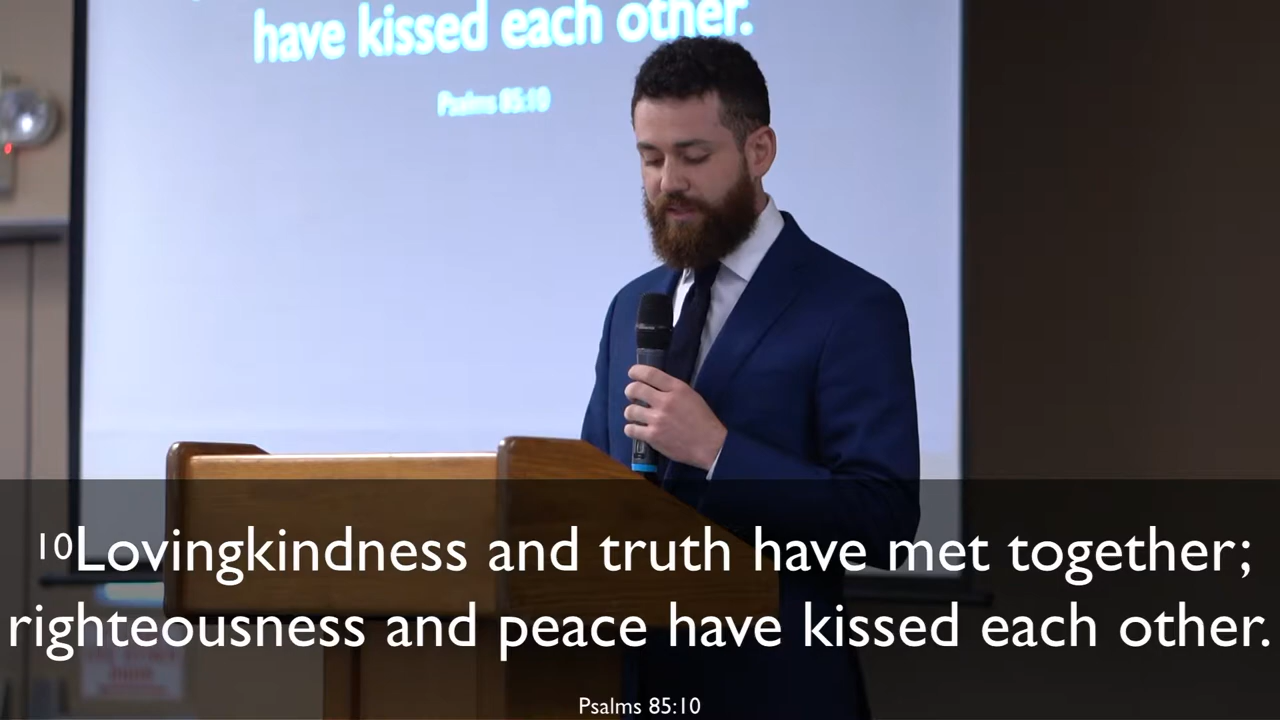 have kissed each other.
Psalms 85:10
10Lovingkindness and truth have met together;
righteousness and peace have kissed each other.
Psalms 85:10